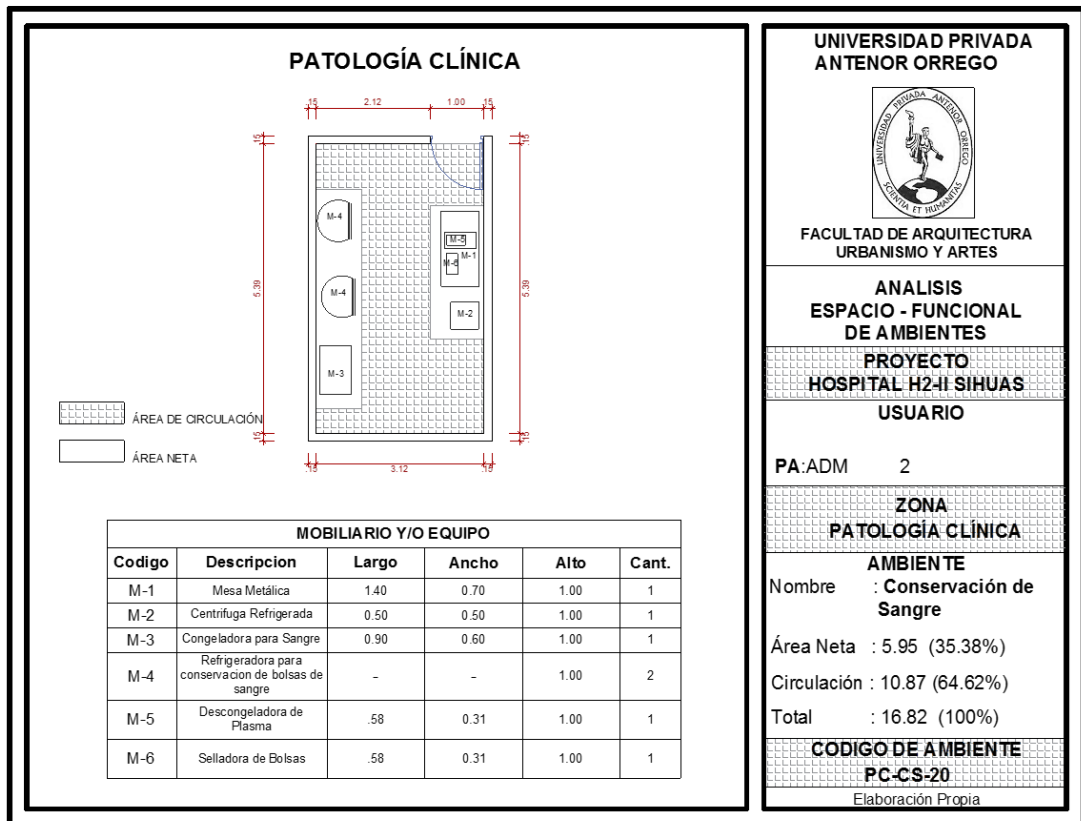 PATOLOGÍA CLÍNICA
.15 2.12 1.00 .15
.15 .15
M-4
M-5
M-1
M-6
M-4
M-2
M-3
5.39 5.39
.15 .15
.15 3.12 .15
ÁREA DE CIRCULACIÓN
ÁREA NETA
MOBILIARIO Y/O EQUIPO
Codigo Descripcion Largo Ancho Alto Cant.
M-1 Mesa Metálica 1.40 0.70 1.00 1
M-2 Centrifuga Refrigerada 0.50 0.50 1.00 1
M-3 Congeladora para Sangre 0.90 0.60 1.00 1
M-4 Refrigeradora para
conservacion de bolsas de
sangre - - 1.00 2
M-5 Descongeladora de
Plasma .58 0.31 1.00 1
M-6 Selladora de Bolsas .58 0.31 1.00 1
UNIVERSIDAD PRIVADA
ANTENOR ORREGO
UNIVERSIDAD PRIVADA ANTENOR ORREGO
SCIENTIA ET HUMANITAS
FACULTAD DE ARQUITECTURA
URBANISMO Y ARTES
ANALISIS
ESPACIO - FUNCIONAL
DE AMBIENTES
PROYECTO
HOSPITAL H2-II SIHUAS
USUARIO
PA:ADM 2
ZONA
PATOLOGÍA CLÍNICA
AMBIENTE
Nombre : Conservación de
Sangre
Área Neta : 5.95 (35.38%)
Circulación : 10.87 (64.62%)
Total : 16.82 (100%)
CODIGO DE AMBIENTE
PC-CS-20
Elaboración Propia